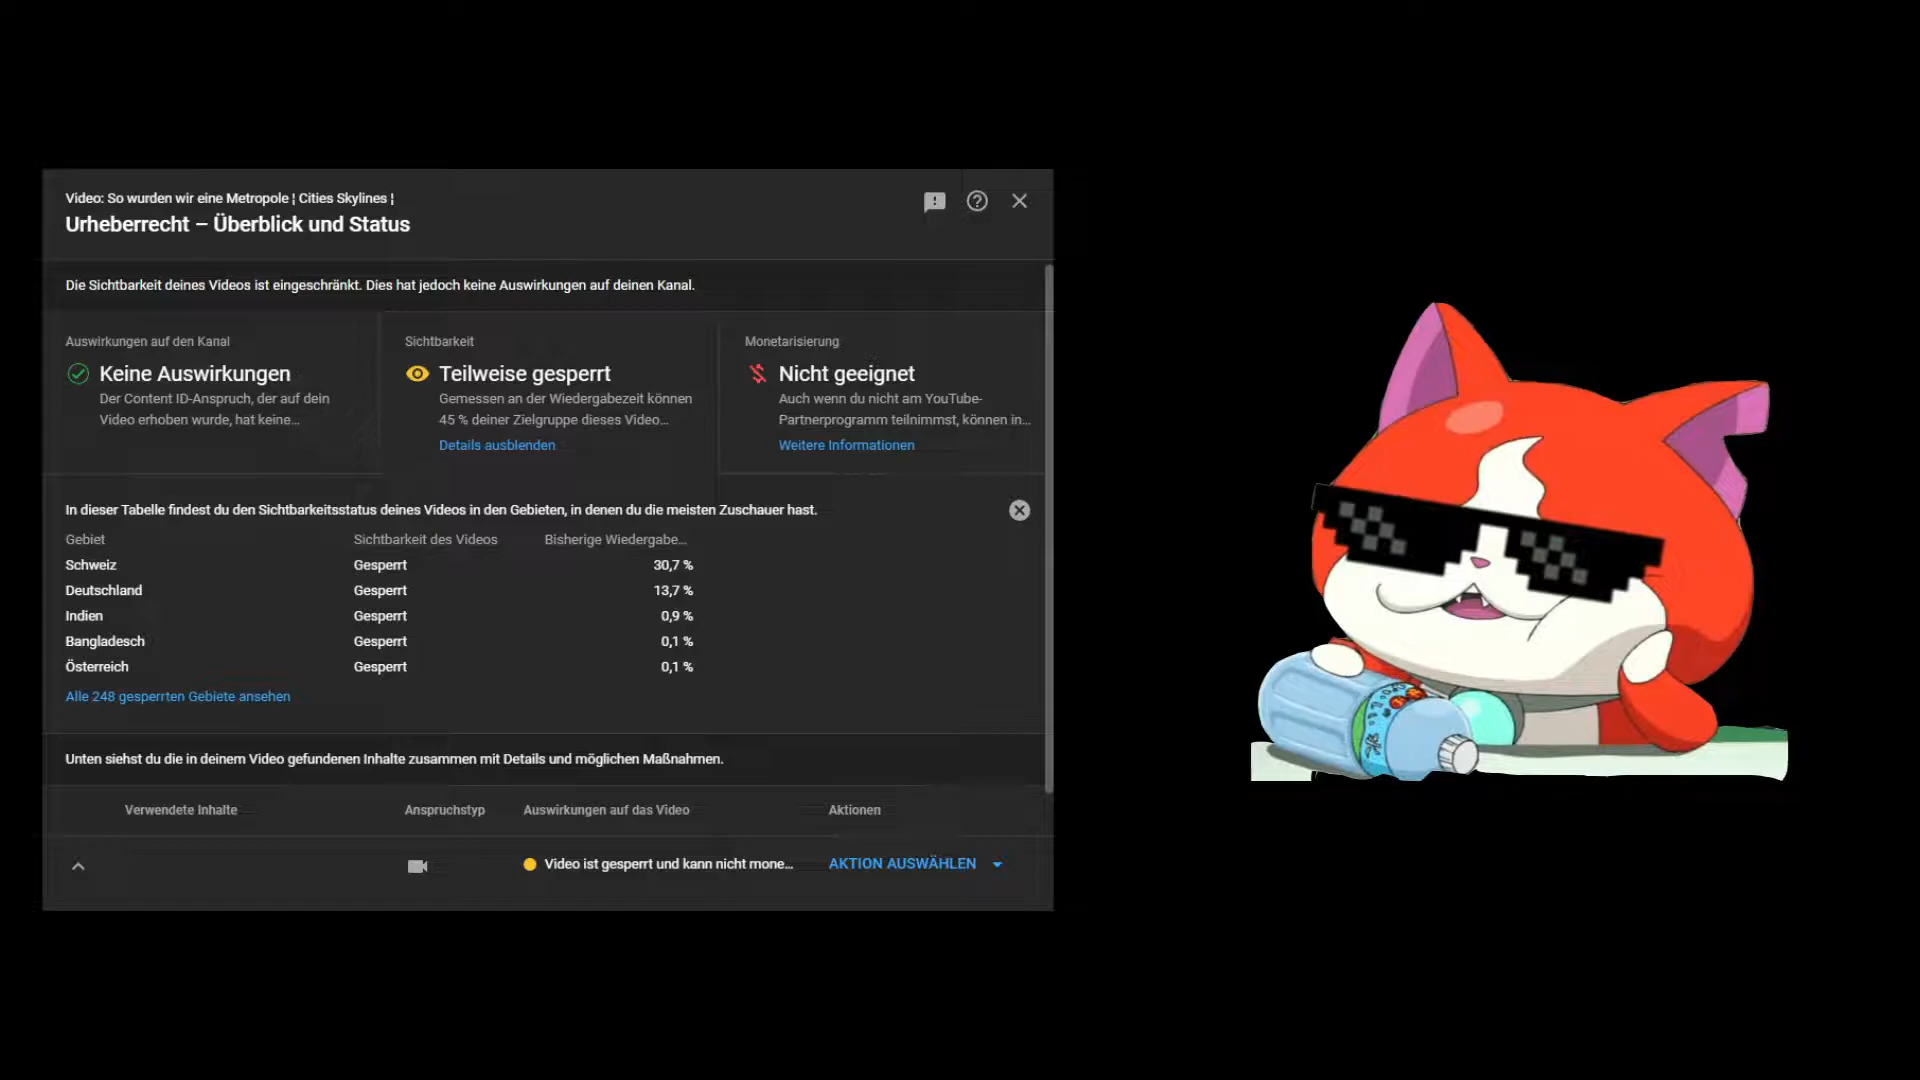 Video: So wurden wir eine Metropole ¦ Cities Skylines ¦
Urheberrecht – Überblick und Status
Die Sichtbarkeit deines Videos ist eingeschränkt. Dies hat jedoch keine Auswirkungen auf deinen Kanal.
Auswirkungen auf den Kanal
Keine Auswirkungen
Der Content ID-Anspruch, der auf dein
Video erhoben wurde, hat keine...
Sichtbarkeit
Teilweise gesperrt
Gemessen an der Wiedergabezeit können
45 % deiner Zielgruppe dieses Video...
Details ausblenden
Monetarisierung
Nicht geeignet
Auch wenn du nicht am YouTube-
Partnerprogramm teilnimmst, können in...
Weitere Informationen
In dieser Tabelle findest du den Sichtbarkeitsstatus deines Videos in den Gebieten, in denen du die meisten Zuschauer hast.
Gebiet Sichtbarkeit des Videos Bisherige Wiedergabe...
Schweiz Gesperrt 30,7 %
Deutschland Gesperrt 13,7 %
Indien Gesperrt 0,9 %
Bangladesch Gesperrt 0,1 %
Österreich Gesperrt 0,1 %
Alle 248 gesperrten Gebiete ansehen
Unten siehst du die in deinem Video gefundenen Inhalte zusammen mit Details und möglichen Maßnahmen.
Verwendete Inhalte Anspruchstyp Auswirkungen auf das Video Aktionen
Video ist gesperrt und kann nicht mone... AKTION AUSWÄHLEN